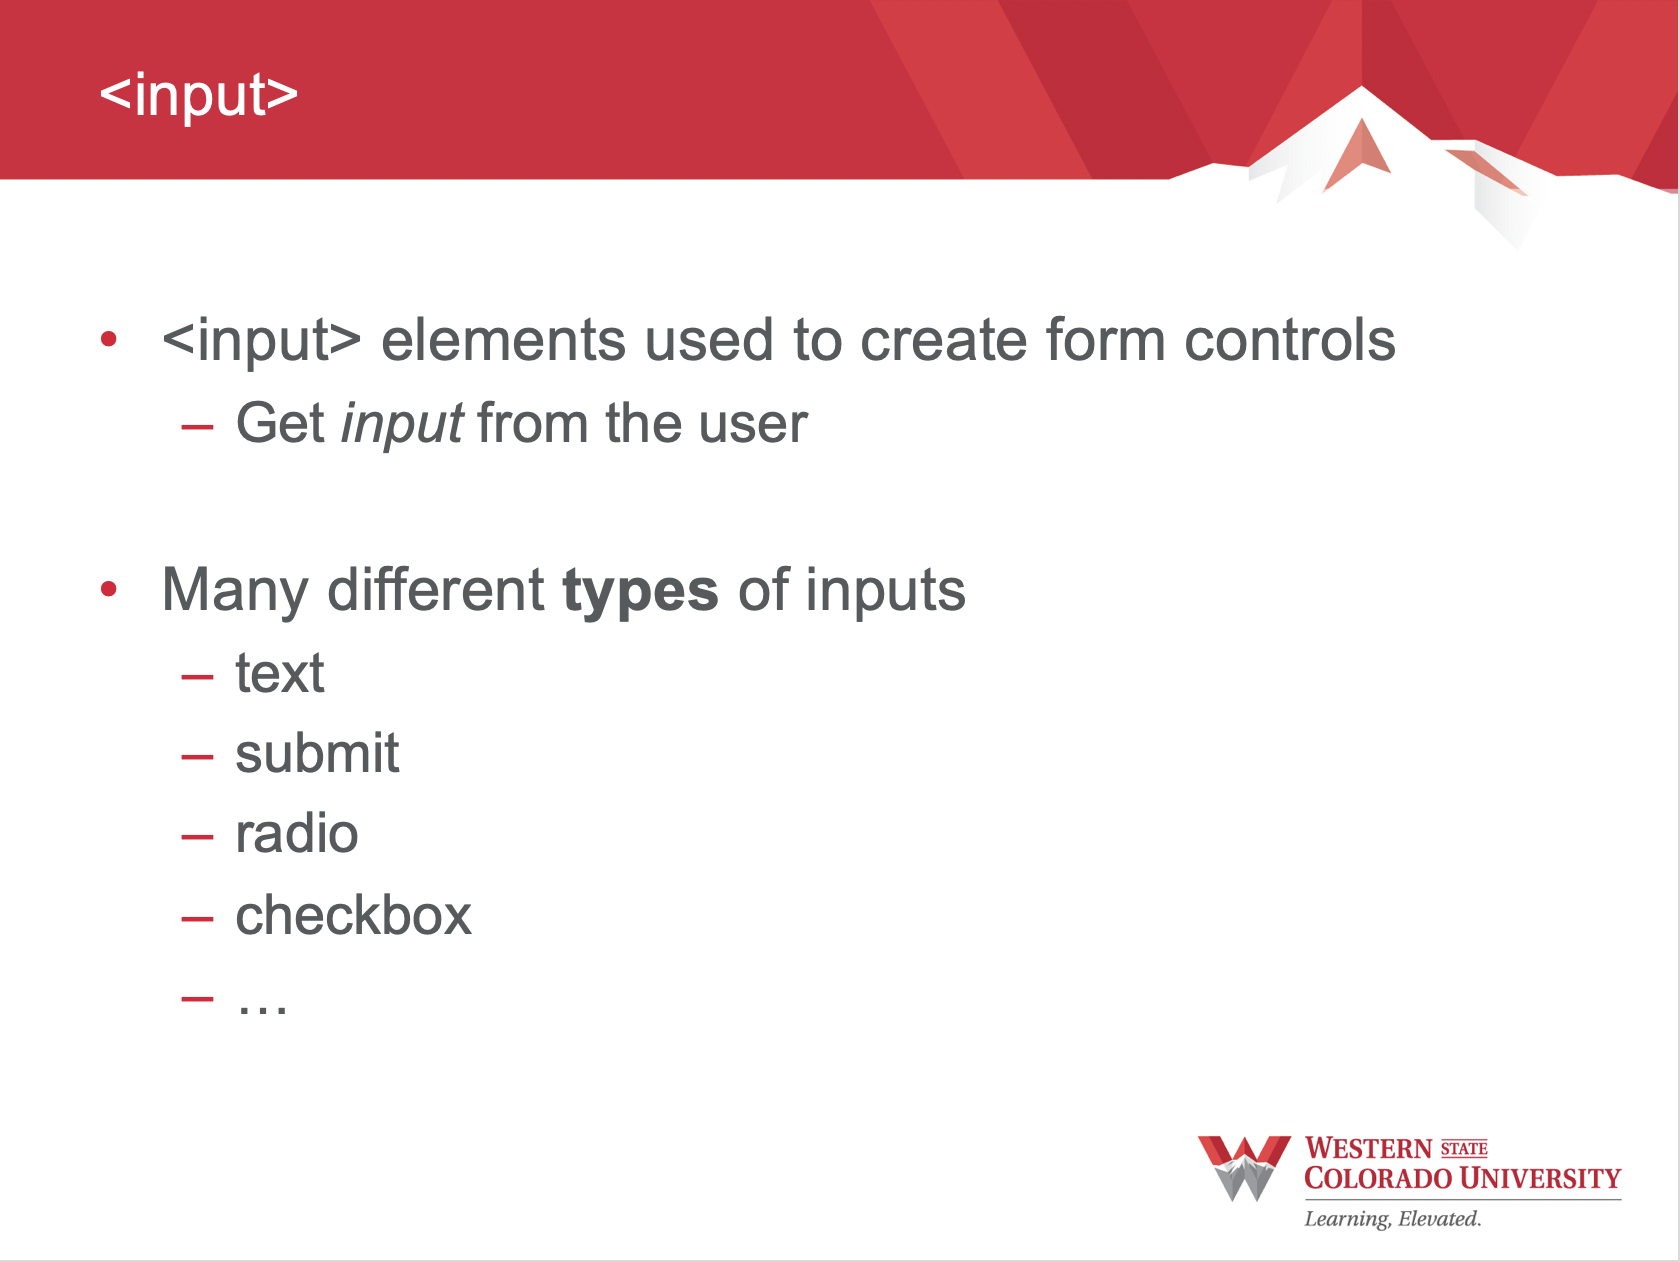 <input>
• <input> elements used to create form controls
– Get input from the user
• Many different types of inputs
– text
– submit
– radio
– checkbox
– …
WESTERN STATE
COLORADO UNIVERSITY
Learning, Elevated.